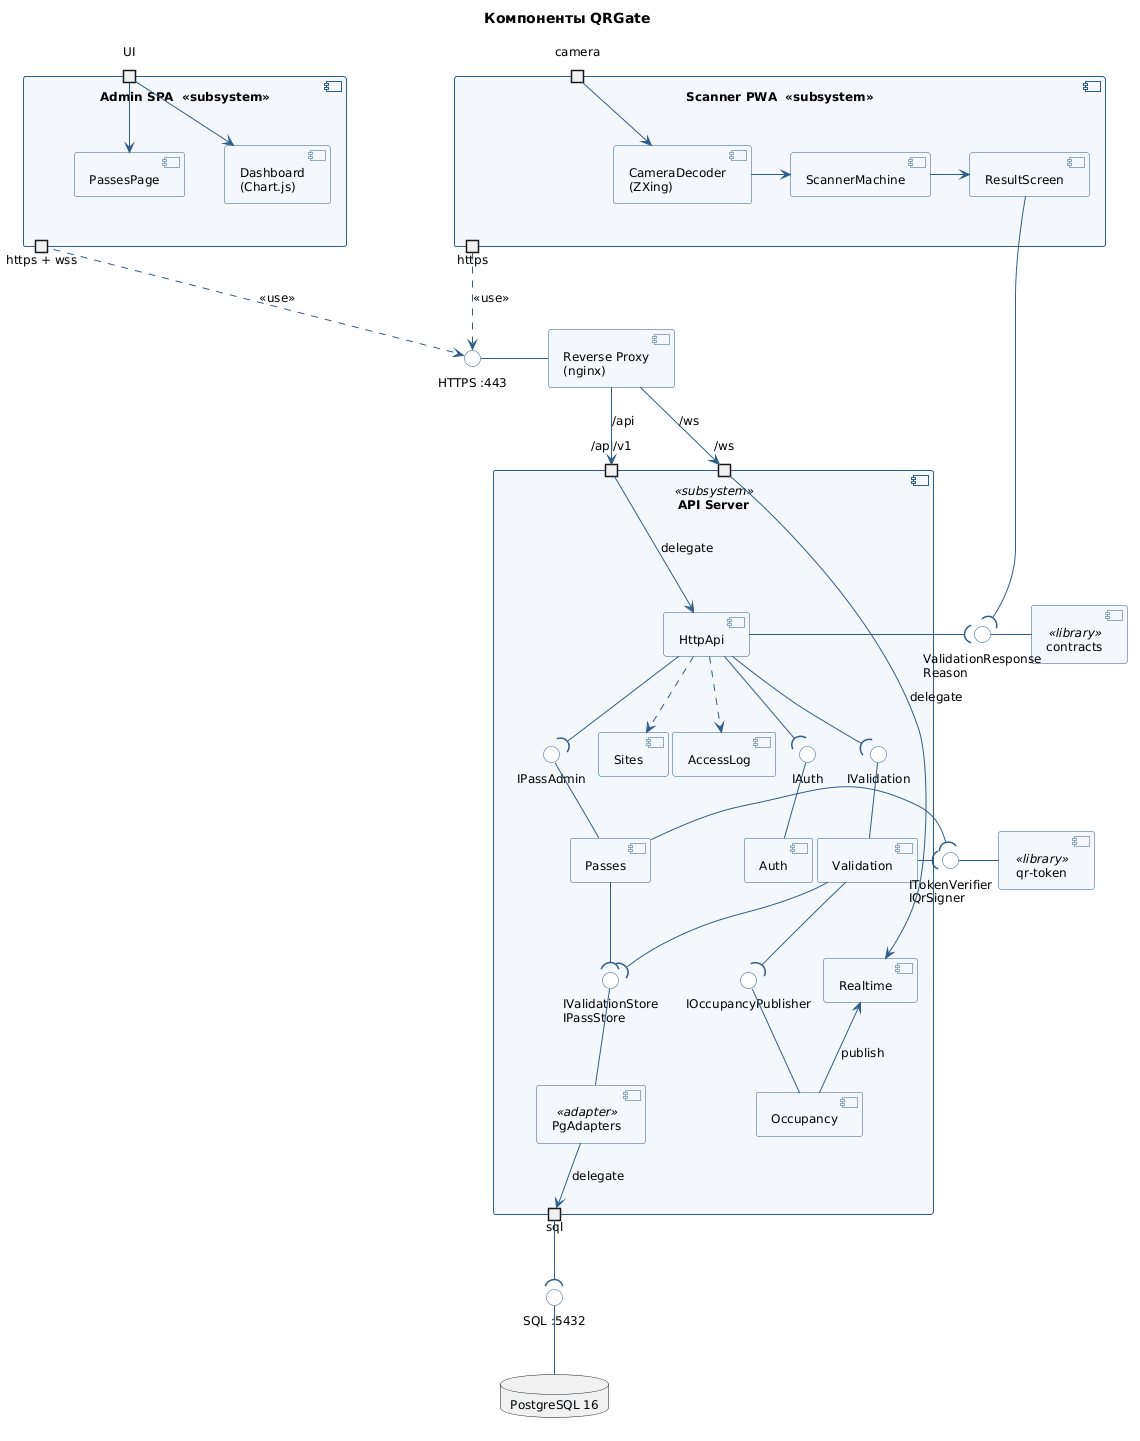 Компоненты QRGate
UI
camera
Admin SPA «subsystem»
Scanner PWA «subsystem»
PassesPage
Dashboard
(Chart.js)
CameraDecoder
(ZXing)
ScannerMachine
ResultScreen
https + wss
https
«use»
«use»
HTTPS :443
Reverse Proxy
(nginx)
/api
/ws
/api/v1
/ws
«subsystem»
API Server
delegate
HttpApi
ValidationResponse
Reason
«library»
contracts
delegate
IPassAdmin
Sites
AccessLog
IAuth
IValidation
Passes
Auth
Validation
ITokenVerifier
IQrSigner
«library»
qr-token
IValidationStore
IPassStore
IOccupancyPublisher
Realtime
publish
«adapter»
PgAdapters
Occupancy
delegate
sql
SQL :5432
PostgreSQL 16